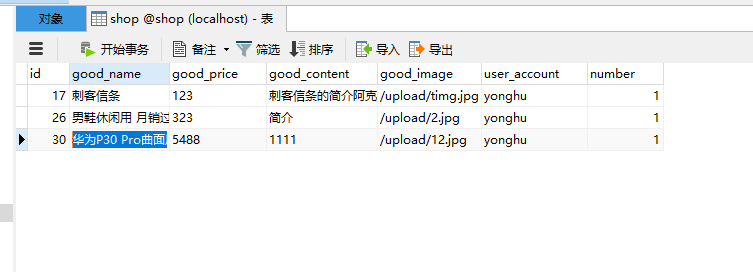 对象 shop @shop (localhost) - 表
开始事务 备注 筛选 排序 导入 导出
id good_name good_price good_content good_image user_account number
17 刺客信条 123 刺客信条的简介阿克 /upload/timg.jpg yonghu 1
26 男鞋休闲用 月销过 323 简介 /upload/2.jpg yonghu 1
30 华为P30 Pro曲面 5488 1111 /upload/12.jpg yonghu 1